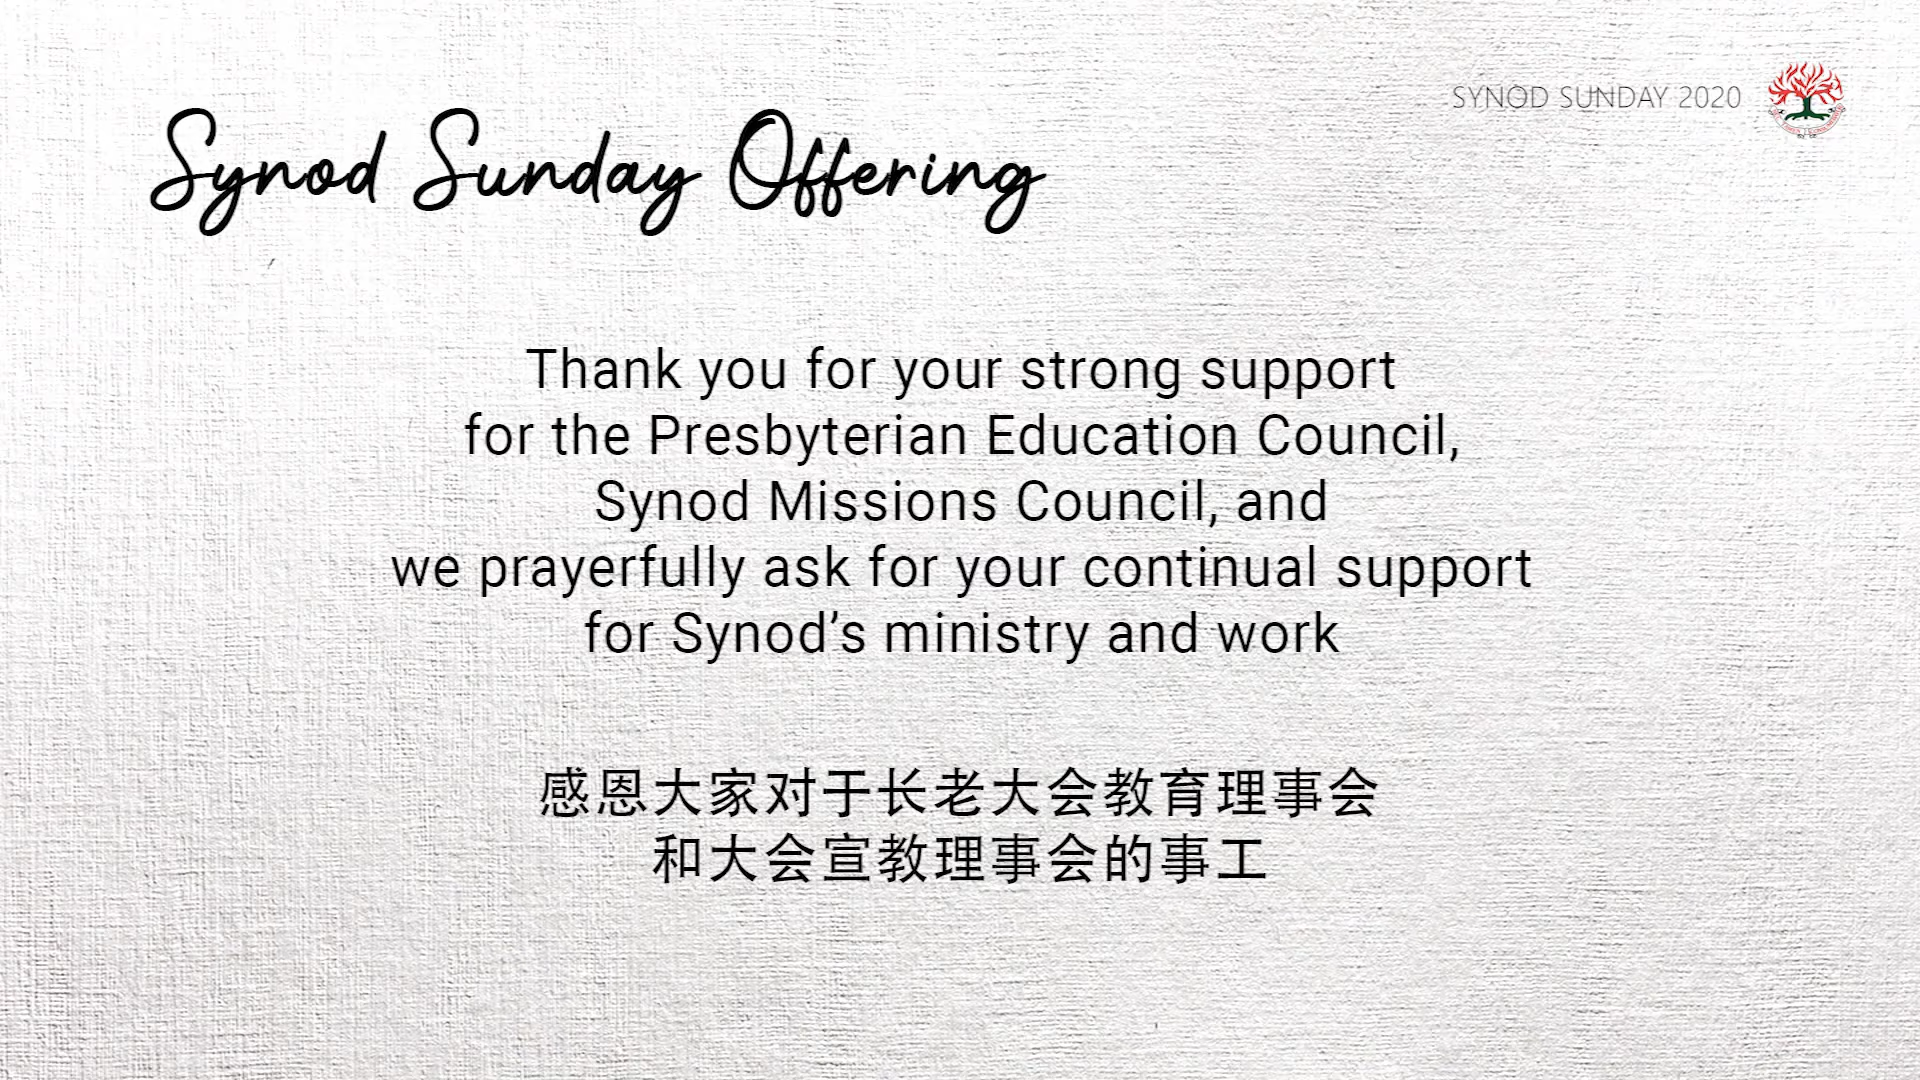 SYNOD SUNDAY 2020
Synod Sunday Offering
Thank you for your strong support
for the Presbyterian Education Council,
Synod Missions Council, and
we prayerfully ask for your continual support
for Synod’s ministry and work
感恩大家对于长老大会教育理事会
和大会宣教理事会的事工